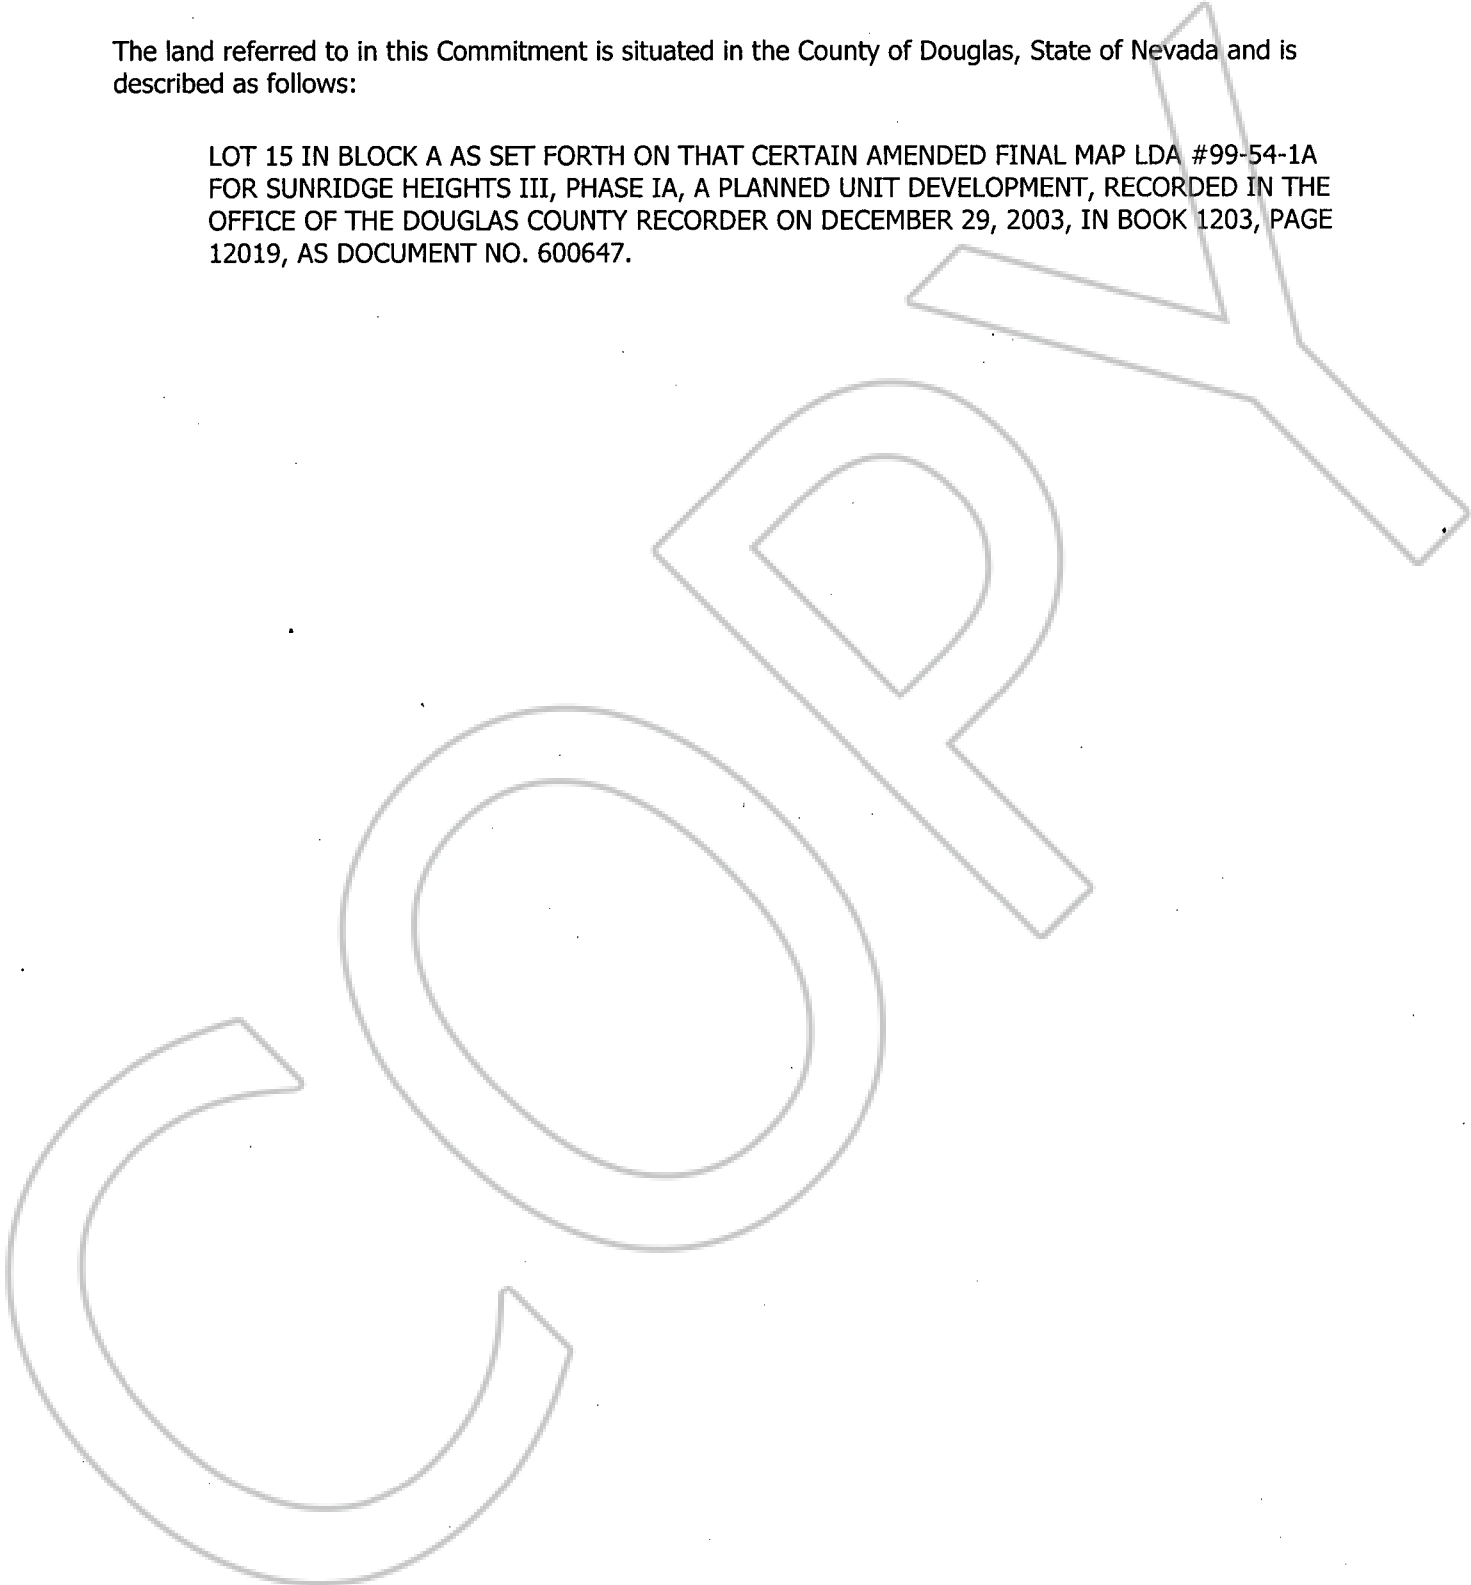 The land referred to in this Commitment is situated in the County of Douglas, State of Nevada and is
described as follows:
LOT 15 IN BLOCK A AS SET FORTH ON THAT CERTAIN AMENDED FINAL MAP LDA #99-54-1A
FOR SUNRIDGE HEIGHTS III, PHASE IA, A PLANNED UNIT DEVELOPMENT, RECORDED IN THE
OFFICE OF THE DOUGLAS COUNTY RECORDER ON DECEMBER 29, 2003, IN BOOK 1203, PAGE
12019, AS DOCUMENT NO. 600647.
COPY